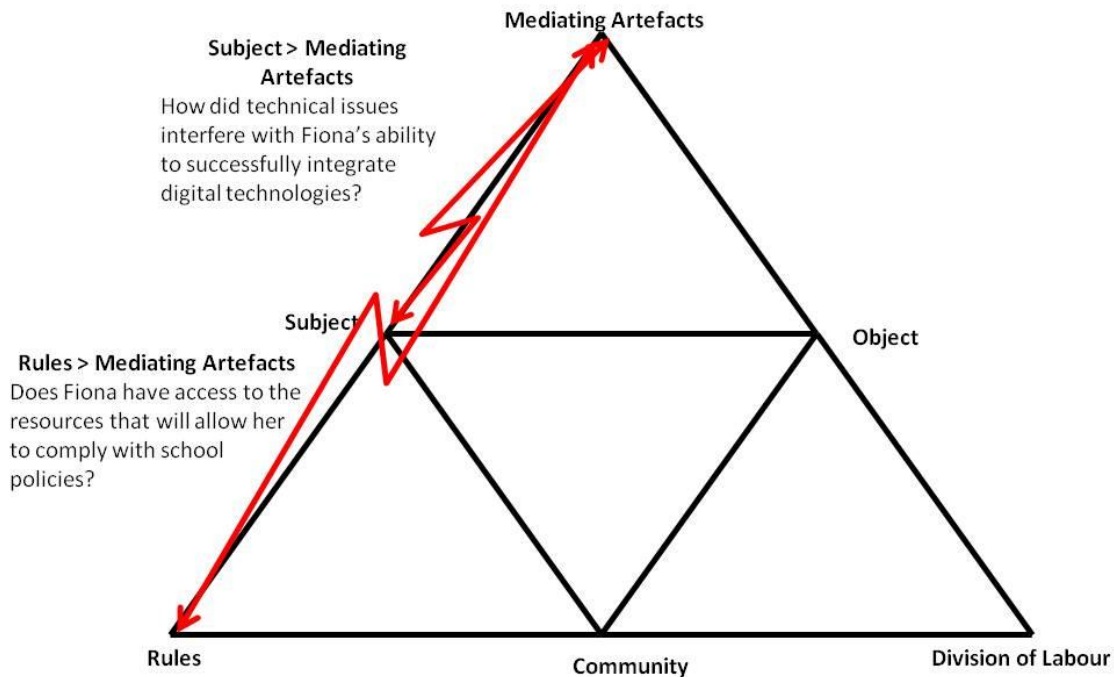 Mediating Artefacts
Subject > Mediating
Artefacts
How did technical issues
interfere with Fiona’s ability
to successfully integrate
digital technologies?
Subject
Object
Rules > Mediating Artefacts
Does Fiona have access to the
resources that will allow her
to comply with school
policies?
Rules
Community
Division of Labour